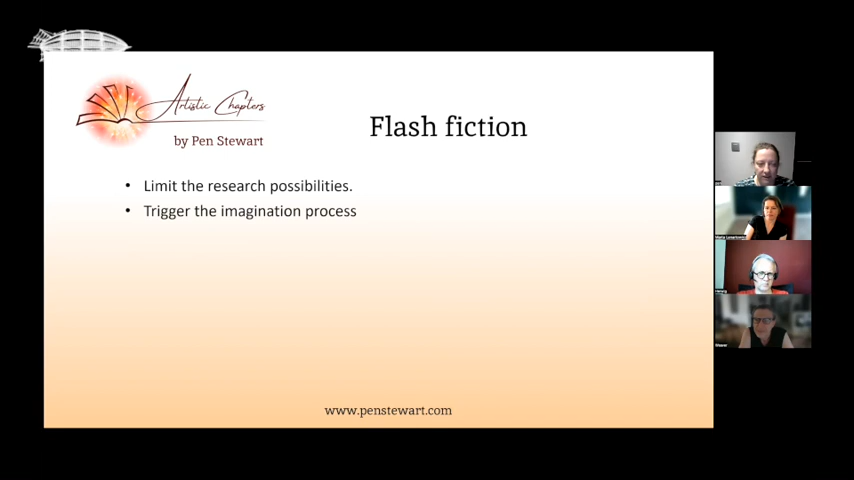 Artistic Chapters
by Pen Stewart
Flash fiction
• Limit the research possibilities.
• Trigger the imagination process
www.penstewart.com